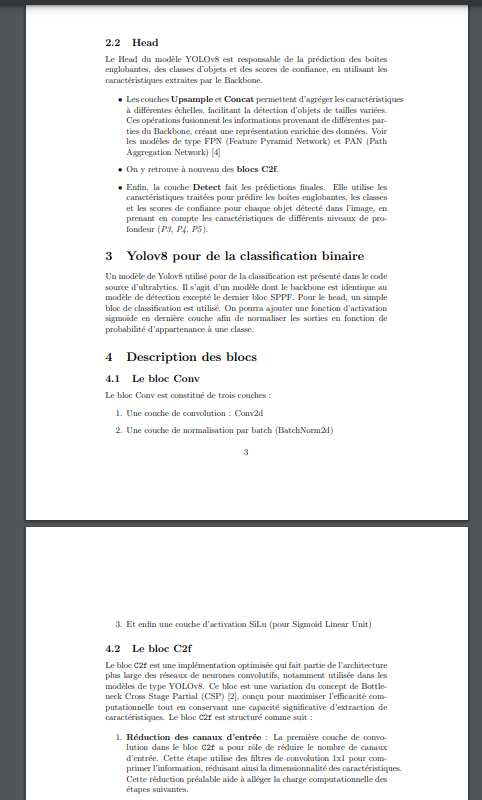 2.2 Head
Le Head du modèle YOLOv8 est responsable de la prédiction des boîtes
englobantes, des classes d'objets et des scores de confiance, en utilisant les
caractéristiques extraites par le Backbone.
• Les couches Upsample et Concat permettent d'agréger les caractéristiques
à différentes échelles, facilitant la détection d'objets de tailles variées.
Ces opérations fusionnent les informations provenant de différentes par-
ties du Backbone, créant une représentation enrichie des données. Voir
les modèles de type FPN (Feature Pyramid Network) et PAN (Path
Aggregation Network) [4]
• On y retrouve à nouveau des blocs C2f.
• Enfin, la couche Detect fait les prédictions finales. Elle utilise les
caractéristiques traitées pour prédire les boîtes englobantes, les classes
et les scores de confiance pour chaque objet détecté dans l'image, en
prenant en compte les caractéristiques de différents niveaux de pro-
fondeur (P3, P4, P5).
3 Yolov8 pour de la classification binaire
Un modèle de Yolov8 utilisé pour de la classification est présenté dans le code
source d'ultralytics. Il s'agit d'un modèle dont le backbone est identique au
modèle de détection excepté le dernier bloc SPPF. Pour le head, un simple
bloc de classification est utilisé. On pourra ajouter une fonction d'activation
sigmoïde en dernière couche afin de normaliser les sorties en fonction de
probabilité d'appartenance à une classe.
4 Description des blocs
4.1 Le bloc Conv
Le bloc Conv est constitué de trois couches :
1. Une couche de convolution : Conv2d
2. Une couche de normalisation par batch (BatchNorm2d)
3
3. Et enfin une couche d'activation SiLu (pour Sigmoid Linear Unit)
4.2 Le bloc C2f
Le bloc C2f est une implémentation optimisée qui fait partie de l'architecture
plus large des réseaux de neurones convolutifs, notamment utilisée dans les
modèles de type YOLOv8. Ce bloc est une variation du concept de Bottle-
neck Cross Stage Partial (CSP) [2], conçu pour maximiser l'efficacité com-
putationnelle tout en conservant une capacité significative d'extraction de
caractéristiques. Le bloc C2f est structuré comme suit :
1. Réduction des canaux d'entrée : La première couche de convo-
lution dans le bloc C2f a pour rôle de réduire le nombre de canaux
d'entrée. Cette étape utilise des filtres de convolution 1x1 pour com-
primer l'information, réduisant ainsi la dimensionnalité des caractéristiques.
Cette réduction préalable aide à alléger la charge computationnelle des
étapes suivantes.